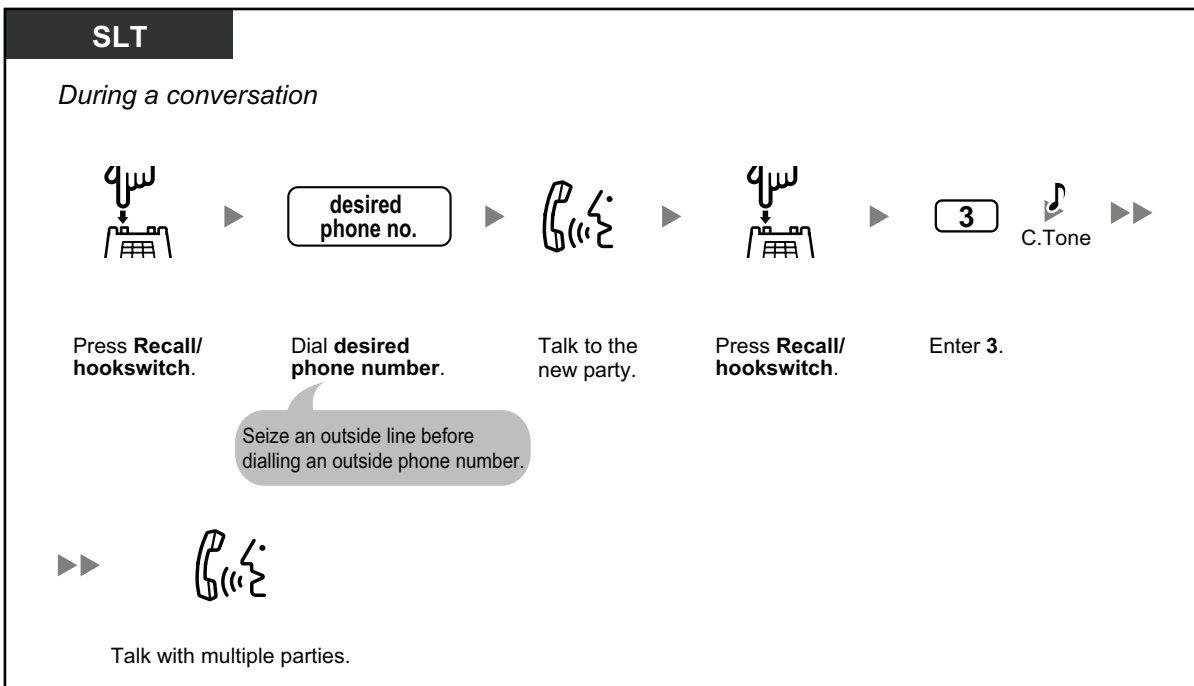 SLT
During a conversation
desired
phone no.
3
C.Tone
Press Recall/
hookswitch.
Dial desired
phone number.
Talk to the
new party.
Press Recall/
hookswitch.
Enter 3.
Seize an outside line before
dialling an outside phone number.
Talk with multiple parties.